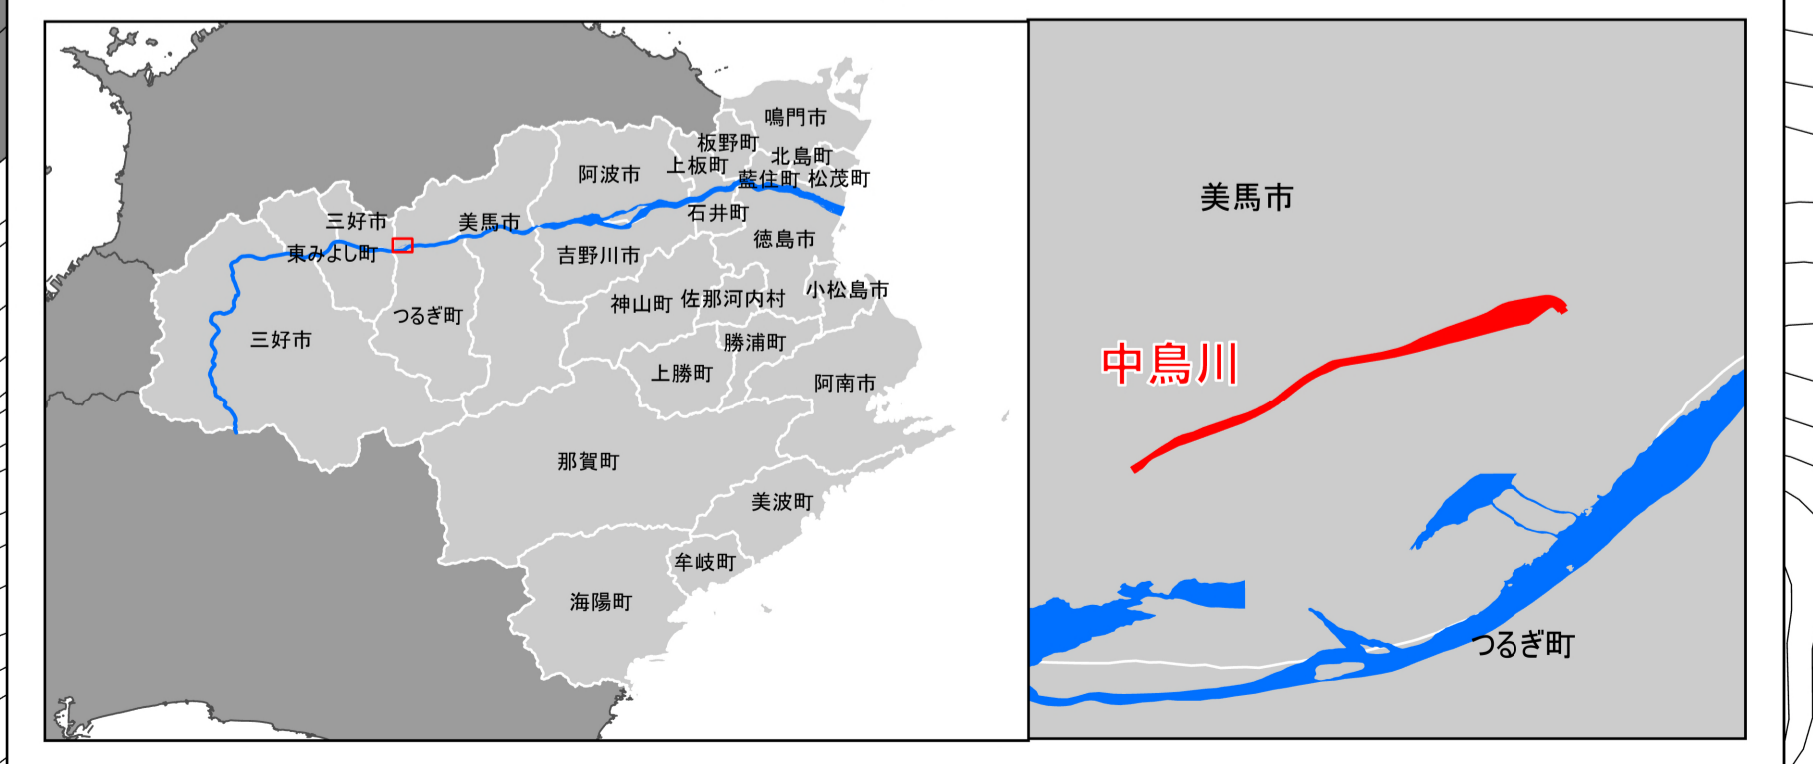 鳴門市
板野町
北島町
上板町
阿波市
藍住町
松茂町
三好市
美馬市
石井町
東みよし町
吉野川市
徳島市
神山町
佐那河内村
小松島市
つるぎ町
三好市
勝浦町
上勝町
阿南市
那賀町
美波町
牟岐町
海陽町
美馬市
中鳥川
つるぎ町